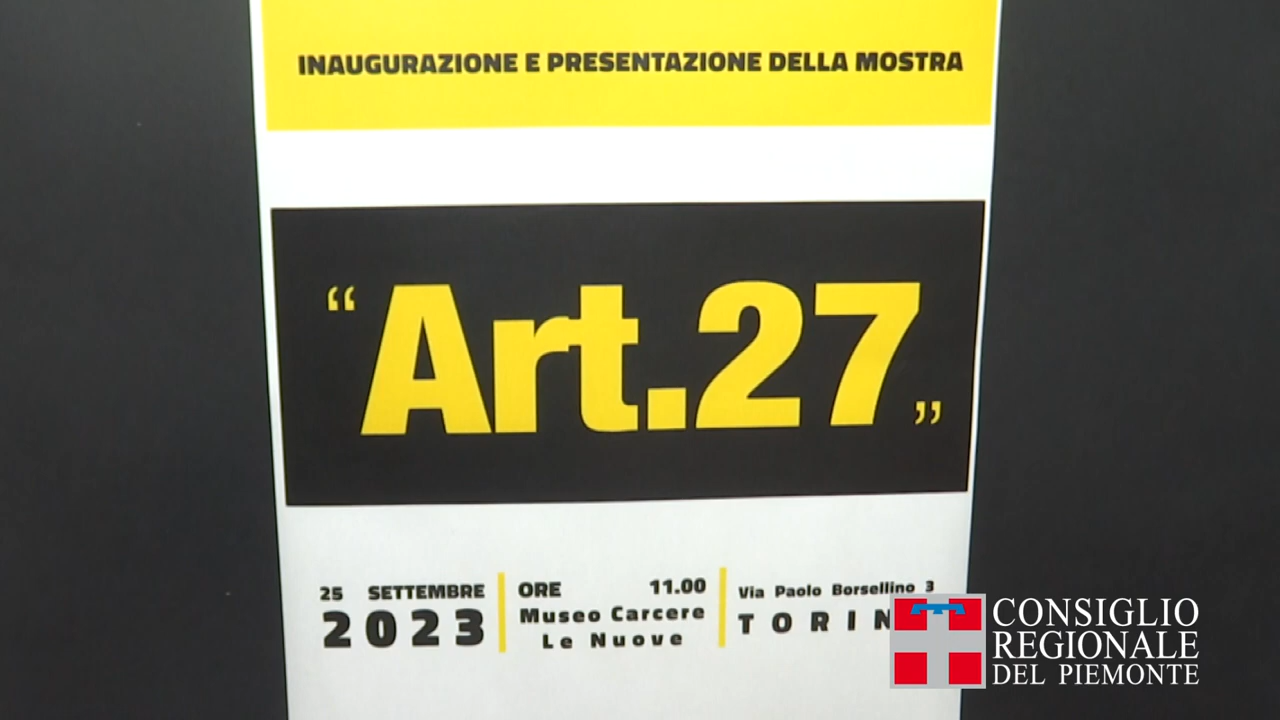 INAUGURAZIONE E PRESENTAZIONE DELLA MOSTRA
“Art.27”
25 SETTEMBRE
2023
ORE 11.00
Museo Carcere
Le Nuove
Via Paolo Borsellino 3
TORIN
CONSIGLIO
REGIONALE
DEL PIEMONTE